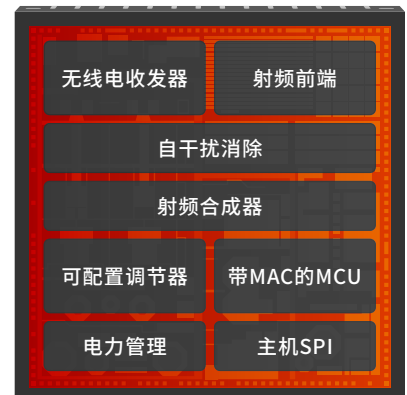 无线电收发器
射频前端
自干扰消除
射频合成器
可配置调节器
带MAC的MCU
电力管理
主机SPI